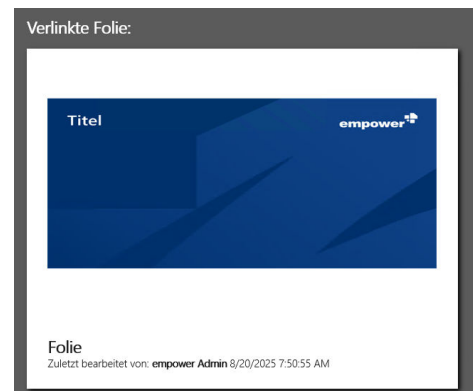 Verlinkte Folie:
Titel
empower
Folie
Zuletzt bearbeitet von: empower Admin 8/20/2025 7:50:55 AM